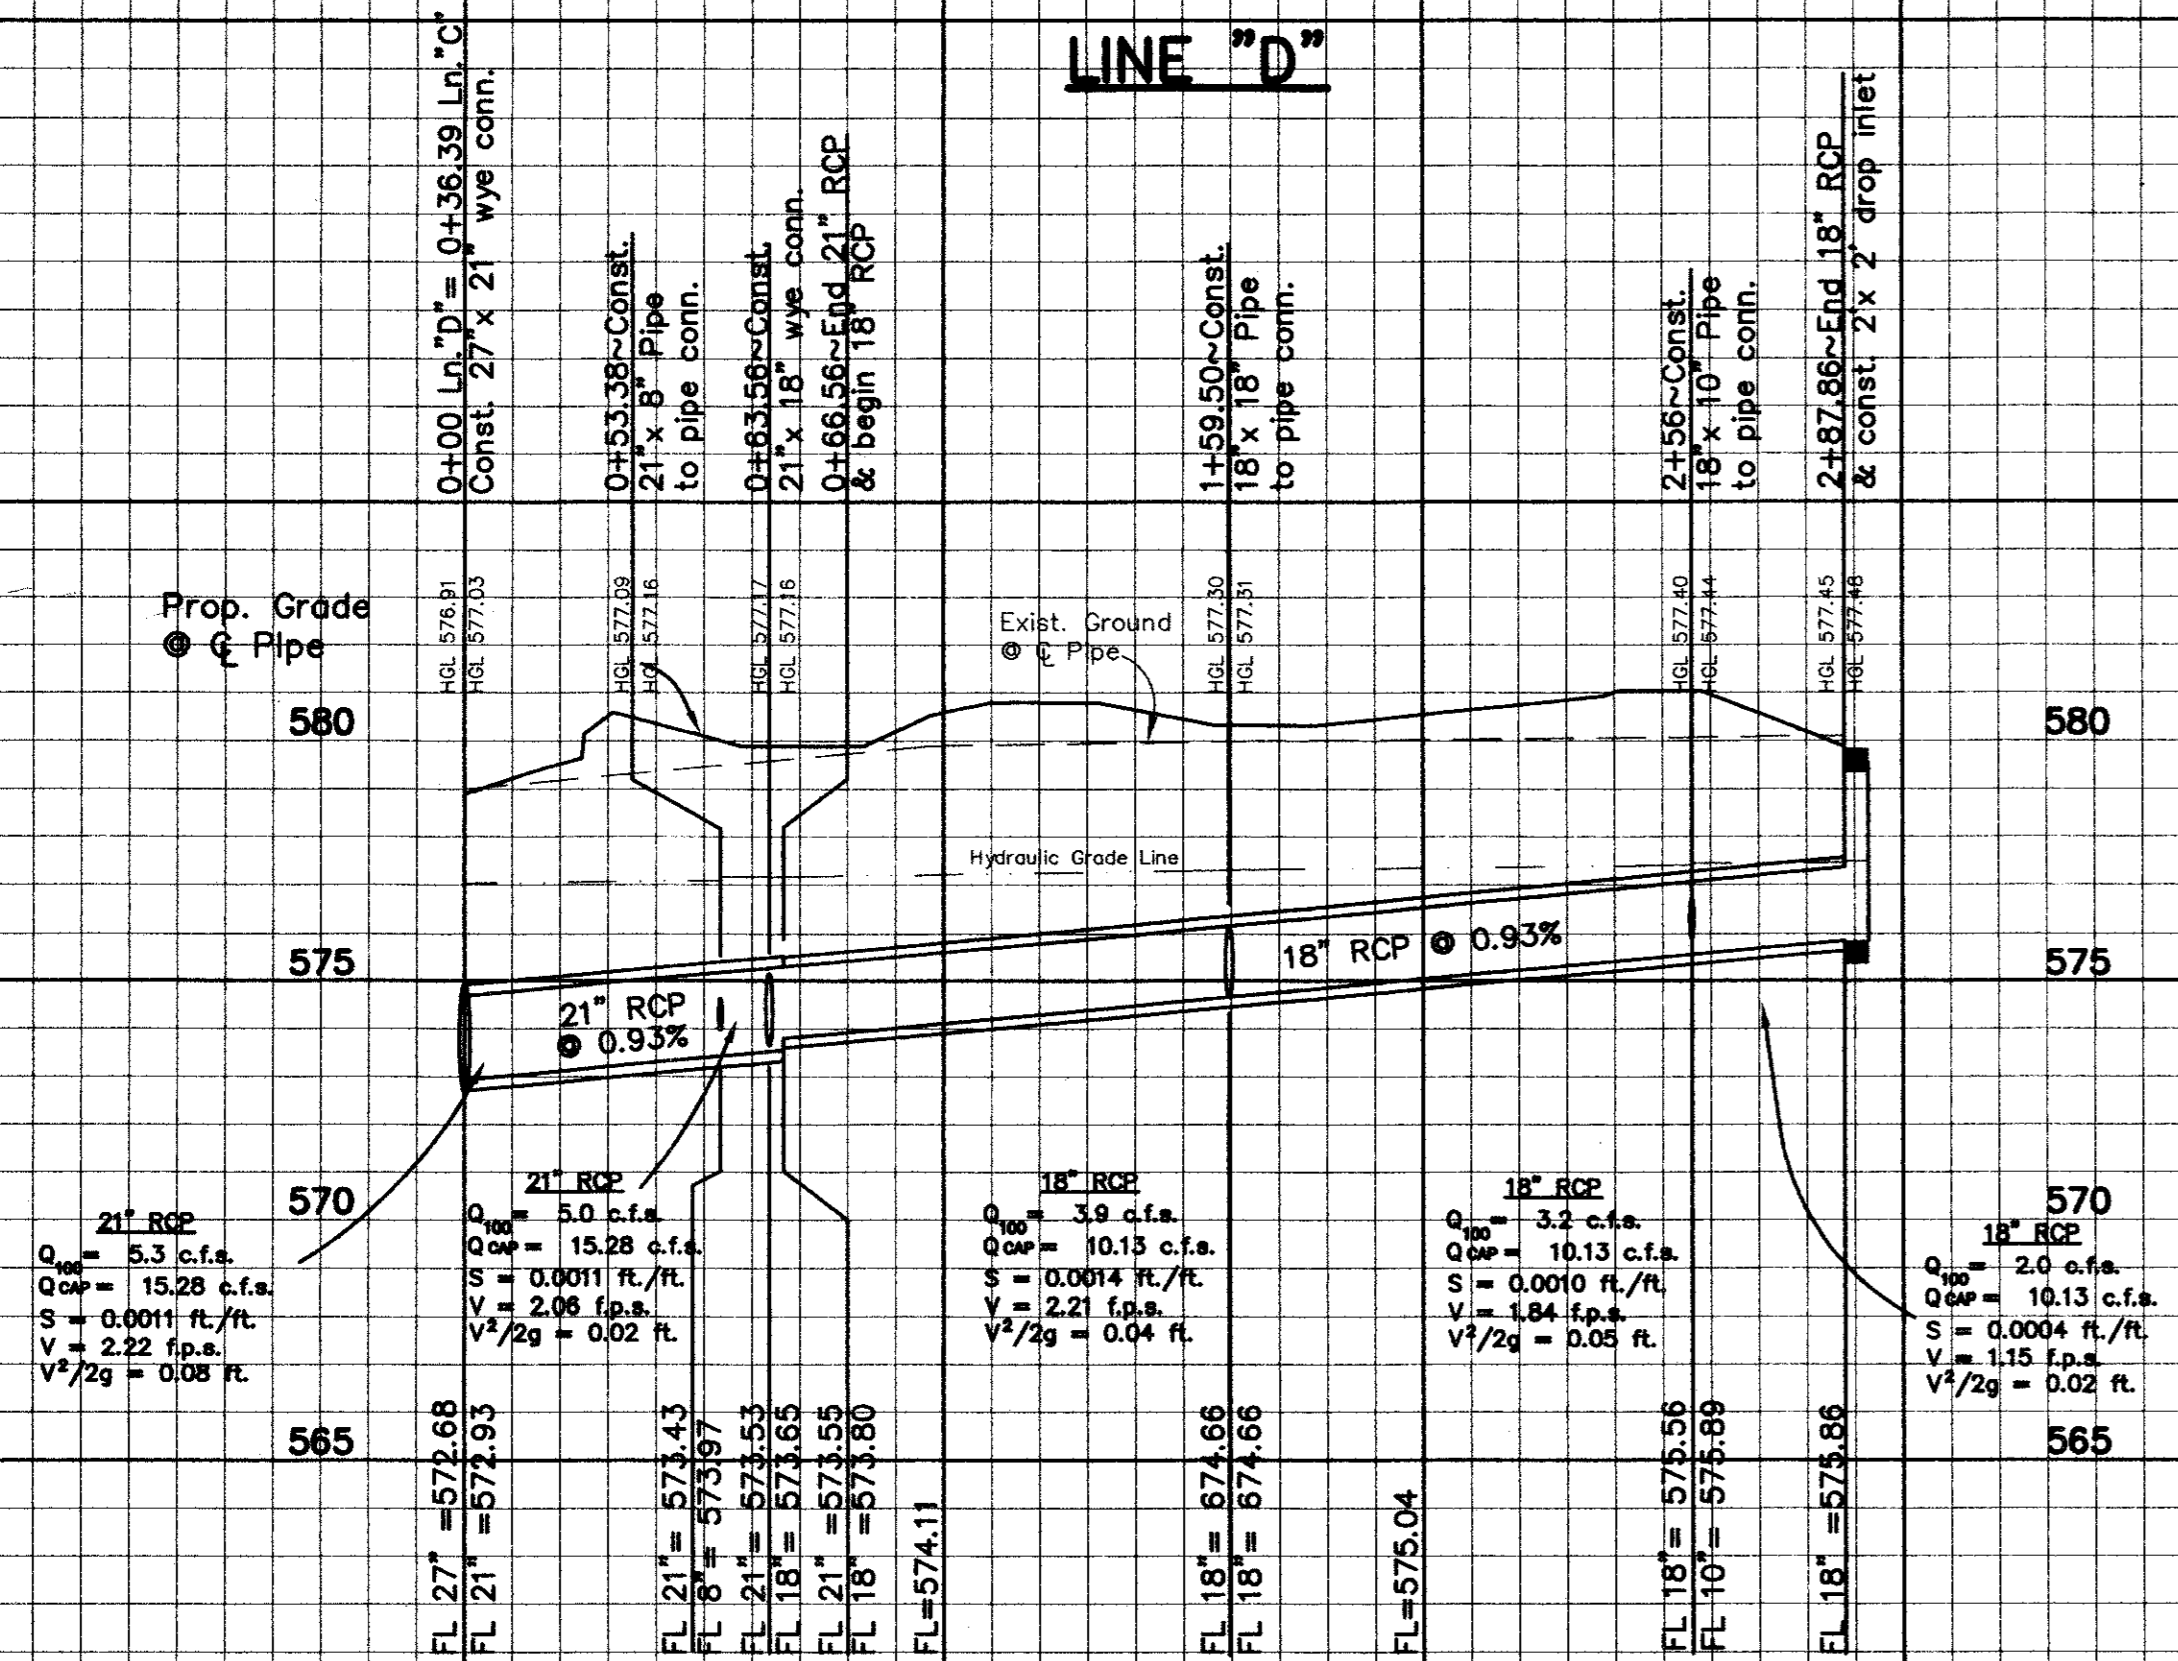 LINE "D"
0+00 Ln."D"= 0+36.39 Ln."C"
Const. 27"x 21" wye conn.
0+53.38~Const.
21"x 8" Pipe
to pipe conn.
0+63.56~Const.
21"x 18" wye conn.
0+66.56~End 21" RCP
& begin 18" RCP
1+59.50~Const.
18"x 18" Pipe
to pipe conn.
2+56~Const.
18"x 10" Pipe
to pipe conn.
2+87.86~End 18" RCP
& const. 2'x 2' drop inlet
Prop. Grade
@ ℄ Pipe
HGL 576.91
HGL 577.03
HGL 577.09
HGL 577.16
HGL 577.17
HGL 577.16
Exist. Ground
@ ℄ Pipe
HGL 577.30
HGL 577.31
HGL 577.40
HGL 577.44
HGL 577.45
HGL 577.48
580
580
Hydraulic Grade Line
575
575
21" RCP
@ 0.93%
18" RCP @ 0.93%
570
570
21" RCP
Q100= 5.3 c.f.s.
QCAP= 15.28 c.f.s.
S = 0.0011 ft./ft.
V = 2.22 f.p.s.
V²/2g = 0.08 ft.
21" RCP
Q100= 5.0 c.f.s.
QCAP= 15.28 c.f.s.
S = 0.0011 ft./ft.
V = 2.06 f.p.s.
V²/2g = 0.02 ft.
18" RCP
Q100= 3.9 c.f.s.
QCAP= 10.13 c.f.s.
S = 0.0014 ft./ft.
V = 2.21 f.p.s.
V²/2g = 0.04 ft.
18" RCP
Q100= 3.2 c.f.s.
QCAP= 10.13 c.f.s.
S = 0.0010 ft./ft.
V = 1.84 f.p.s.
V²/2g = 0.05 ft.
18" RCP
Q100= 2.0 c.f.s.
QCAP= 10.13 c.f.s.
S = 0.0004 ft./ft.
V = 1.15 f.p.s.
V²/2g = 0.02 ft.
565
565
FL 27" =572.68
FL 21" =572.93
FL 21"= 573.43
FL 8"= 573.97
FL 21"= 573.53
FL 18"= 573.65
FL 21" =573.55
FL 18" =573.80
FL=574.11
FL 18"= 674.66
FL 18"= 674.66
FL=575.04
FL 18"= 575.56
FL 10"= 575.89
FL 18" =575.86